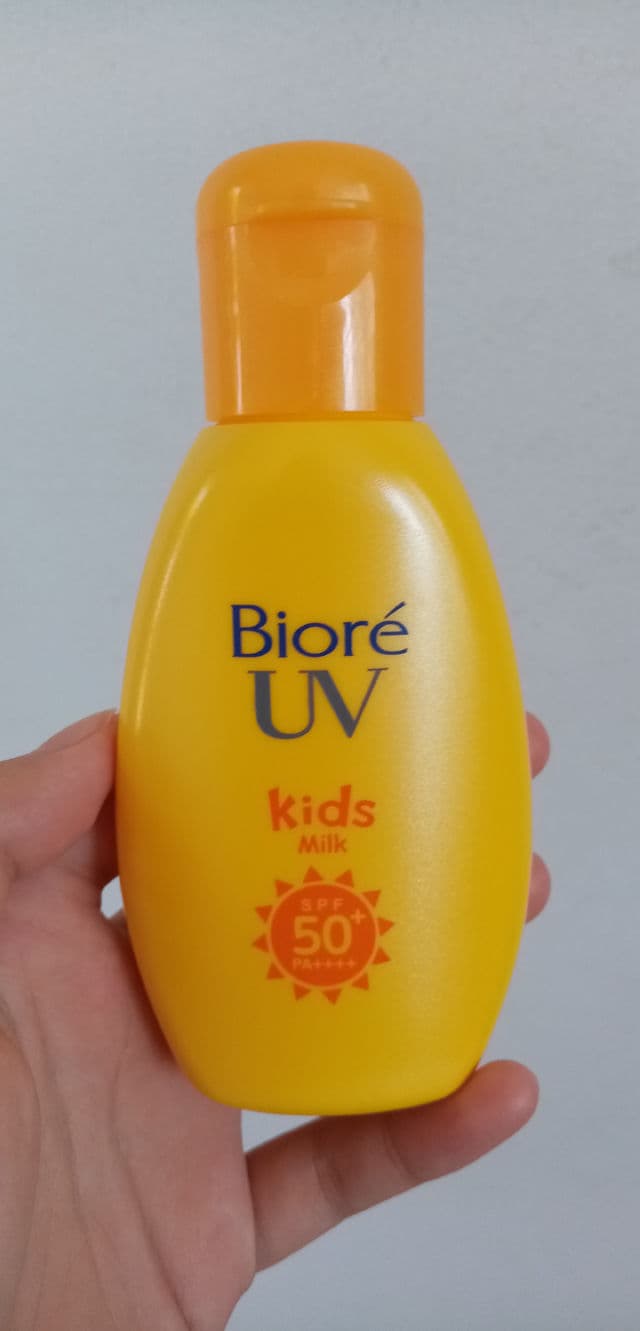 Bioré
UV
kids
Milk
SPF
50+
PA++++